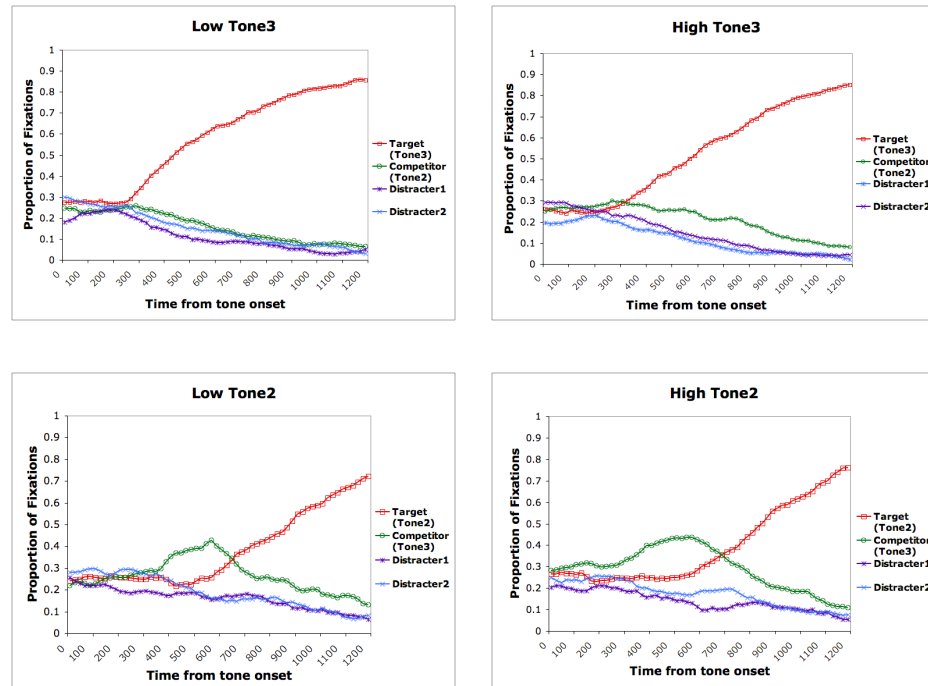 Low Tone3
1
0.9
0.8
0.7
0.6
0.5
0.4
0.3
0.2
0.1
0
Proportion of Fixations
0 100 200 300 400 500 600 700 800 900 1000 1100 1200
Time from tone onset
Target
(Tone3)
Competitor
(Tone2)
Distracter1
Distracter2
High Tone3
1
0.9
0.8
0.7
0.6
0.5
0.4
0.3
0.2
0.1
0
Proportion of Fixations
0 100 200 300 400 500 600 700 800 900 1000 1100 1200
Time from tone onset
Target
(Tone3)
Competitor
(Tone2)
Distracter1
Distracter2
Low Tone2
1
0.9
0.8
0.7
0.6
0.5
0.4
0.3
0.2
0.1
0
Proportion of Fixations
0 100 200 300 400 500 600 700 800 900 1000 1100 1200
Time from tone onset
Target
(Tone2)
Competitor
(Tone3)
Distracter1
Distracter2
High Tone2
1
0.9
0.8
0.7
0.6
0.5
0.4
0.3
0.2
0.1
0
Proportion of Fixations
0 100 200 300 400 500 600 700 800 900 1000 1100 1200
Time from tone onset
Target
(Tone2)
Competitor
(Tone3)
Distracter1
Distracter2